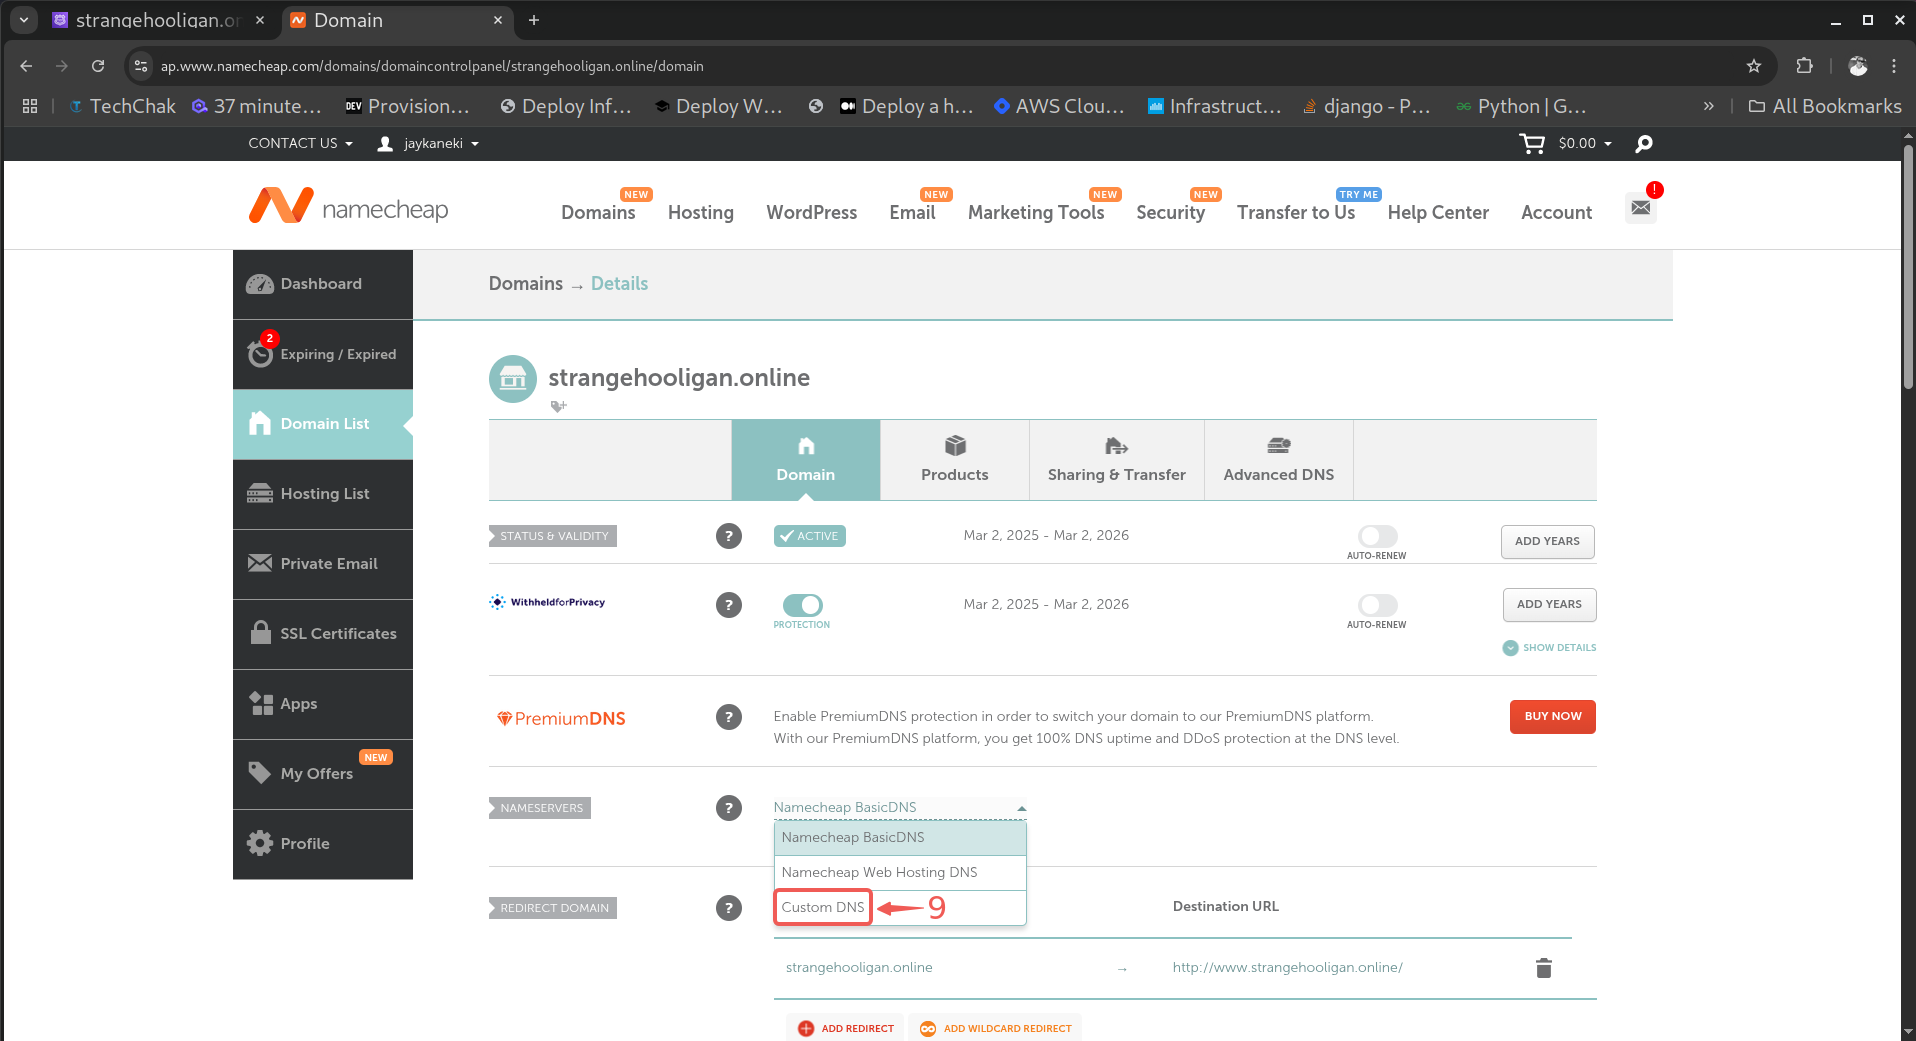 strangehooligan.or
Domain
ap.www.namecheap.com/domains/domaincontrolpanel/strangehooligan.online/domain
TechChak
37 minute...
DEV
Provision...
Deploy Inf...
Deploy W...
Deploy a h...
AWS Clou...
Infrastruct...
django - P...
Python | G...
»
All Bookmarks
CONTACT US
jaykaneki
$0.00
namecheap
Domains
NEW
Hosting
WordPress
Email
NEW
Marketing Tools
NEW
Security
NEW
Transfer to Us
TRY ME
Help Center
Account
!
Dashboard
2
Expiring / Expired
Domain List
Hosting List
Private Email
SSL Certificates
Apps
NEW
My Offers
Profile
Domains → Details
strangehooligan.online
Domain
Products
Sharing & Transfer
Advanced DNS
STATUS & VALIDITY
?
ACTIVE
Mar 2, 2025 - Mar 2, 2026
AUTO-RENEW
ADD YEARS
WithheldforPrivacy
?
PROTECTION
Mar 2, 2025 - Mar 2, 2026
AUTO-RENEW
ADD YEARS
SHOW DETAILS
PremiumDNS
?
Enable PremiumDNS protection in order to switch your domain to our PremiumDNS platform.
With our PremiumDNS platform, you get 100% DNS uptime and DDoS protection at the DNS level.
BUY NOW
NAMESERVERS
?
Namecheap BasicDNS
Namecheap BasicDNS
Namecheap Web Hosting DNS
Custom DNS
9
REDIRECT DOMAIN
?
Destination URL
strangehooligan.online
→
http://www.strangehooligan.online/
ADD REDIRECT
ADD WILDCARD REDIRECT